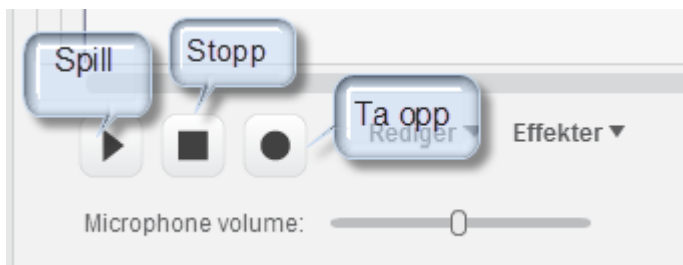 Spill
Stopp
Ta opp
Rediger ▼
Effekter ▼
Microphone volume: